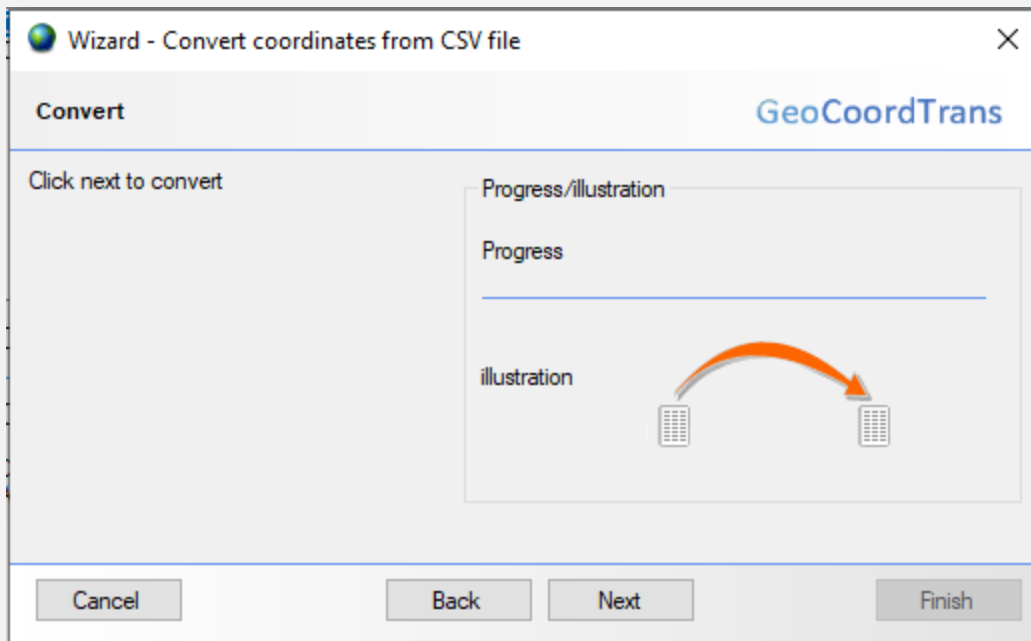 Wizard - Convert coordinates from CSV file
Convert
GeoCoordTrans
Click next to convert
Progress/illustration
Progress
illustration
Cancel
Back
Next
Finish